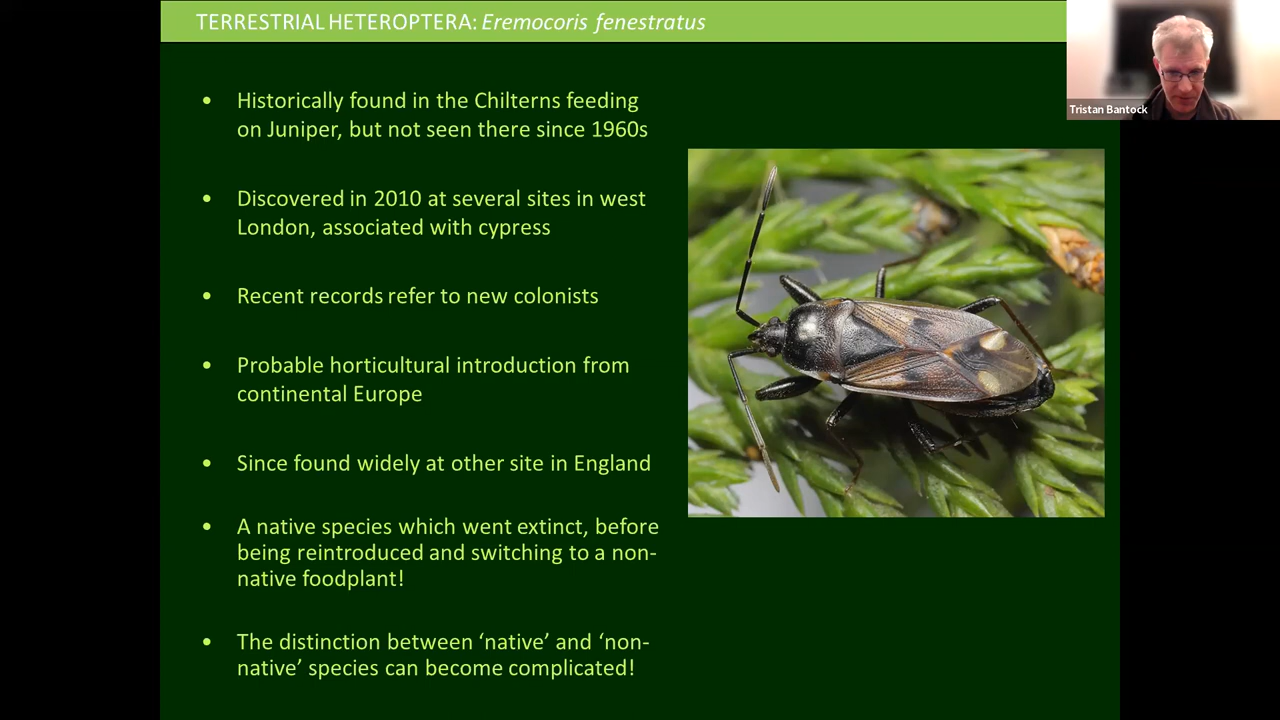 TERRESTRIAL HETEROPTERA: Eremocoris fenestratus
Tristan Bantock
• Historically found in the Chilterns feeding
on Juniper, but not seen there since 1960s
• Discovered in 2010 at several sites in west
London, associated with cypress
• Recent records refer to new colonists
• Probable horticultural introduction from
continental Europe
• Since found widely at other site in England
• A native species which went extinct, before
being reintroduced and switching to a non-
native foodplant!
• The distinction between ‘native’ and ‘non-
native’ species can become complicated!